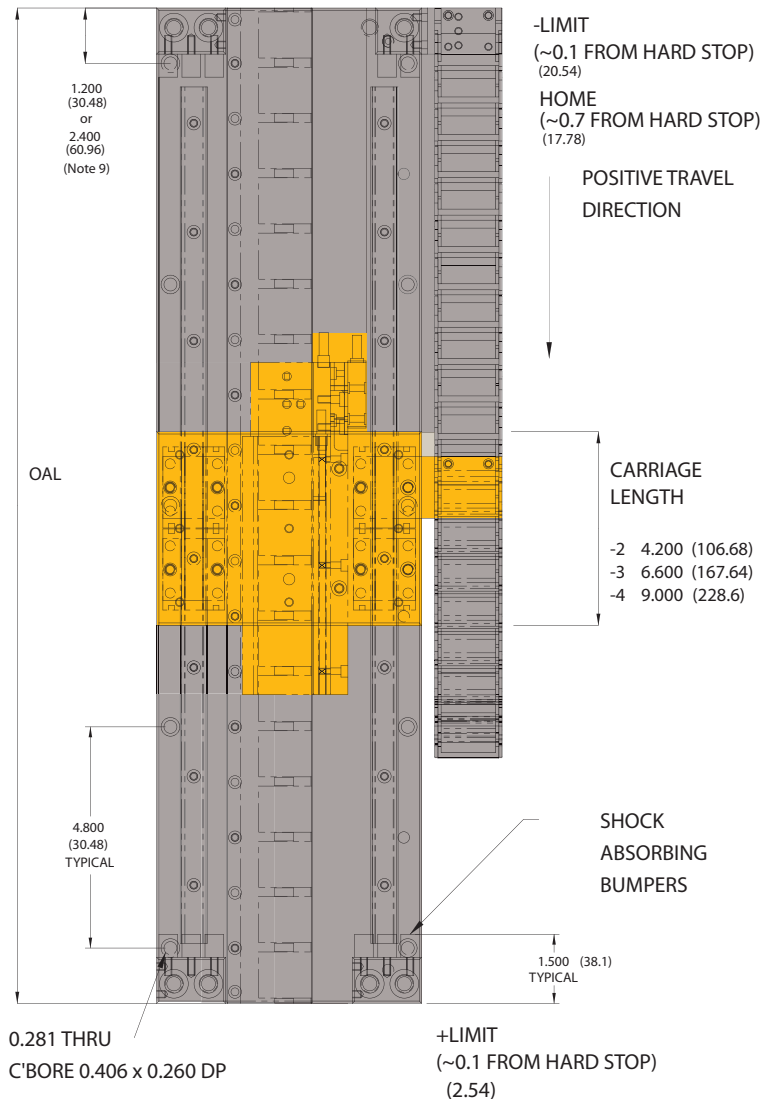 -LIMIT
(~0.1 FROM HARD STOP)
(20.54)
HOME
(~0.7 FROM HARD STOP)
(17.78)
POSITIVE TRAVEL
DIRECTION
1.200
(30.48)
or
2.400
(60.96)
(Note 9)
OAL
CARRIAGE
LENGTH
-2 4.200 (106.68)
-3 6.600 (167.64)
-4 9.000 (228.6)
4.800
(30.48)
TYPICAL
SHOCK
ABSORBING
BUMPERS
1.500 (38.1)
TYPICAL
0.281 THRU
C'BORE 0.406 x 0.260 DP
+LIMIT
(~0.1 FROM HARD STOP)
(2.54)